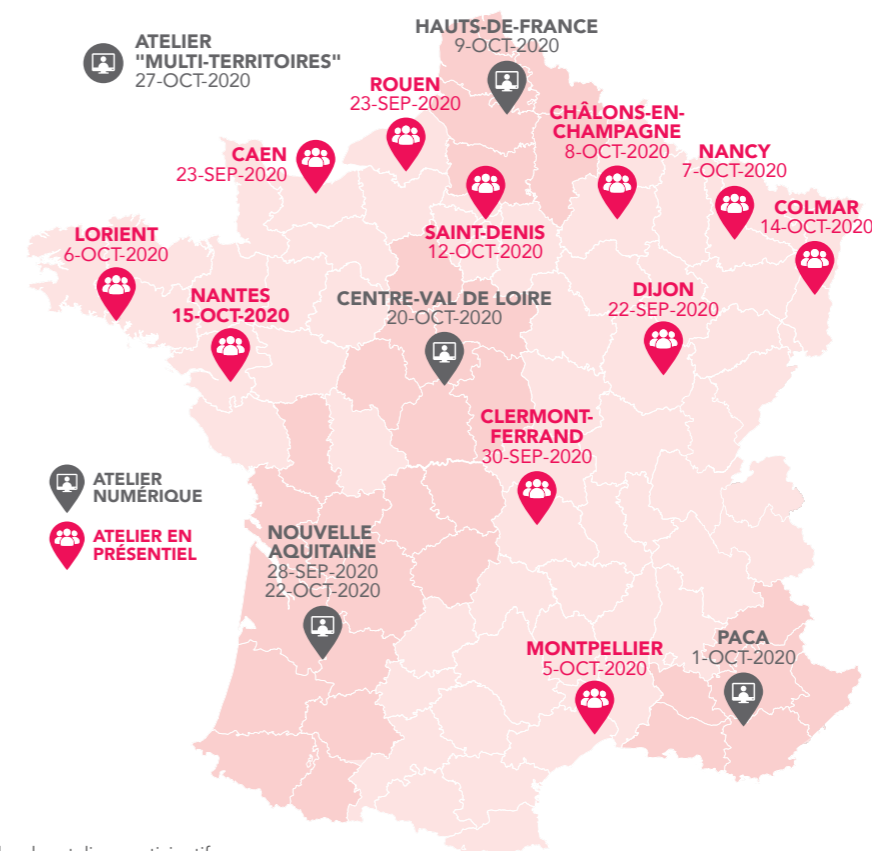 ATELIER
"MULTI-TERRITOIRES"
27-OCT-2020
HAUTS-DE-FRANCE
9-OCT-2020
ROUEN
23-SEP-2020
CHÂLONS-EN-
CHAMPAGNE
8-OCT-2020
CAEN
23-SEP-2020
NANCY
7-OCT-2020
COLMAR
14-OCT-2020
LORIENT
6-OCT-2020
SAINT-DENIS
12-OCT-2020
NANTES
15-OCT-2020
CENTRE-VAL DE LOIRE
20-OCT-2020
DIJON
22-SEP-2020
CLERMONT-
FERRAND
30-SEP-2020
ATELIER
NUMÉRIQUE
ATELIER EN
PRÉSENTIEL
NOUVELLE
AQUITAINE
28-SEP-2020
22-OCT-2020
MONTPELLIER
5-OCT-2020
PACA
1-OCT-2020